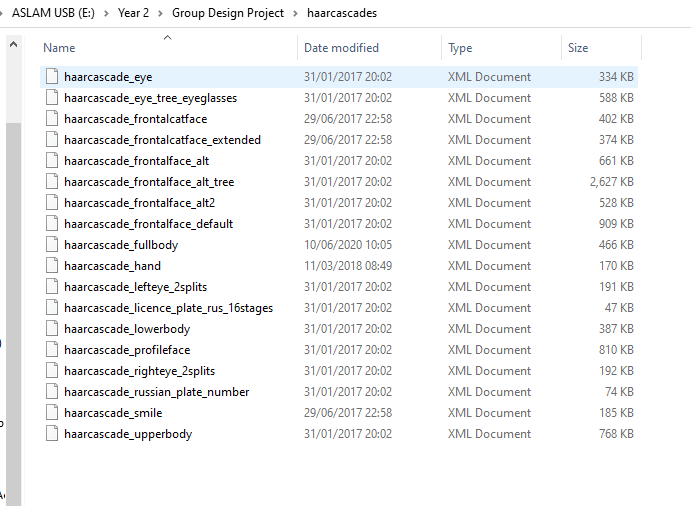 ASLAM USB (E:) > Year 2 > Group Design Project > haarcascades
Name Date modified Type Size
haarcascade_eye 31/01/2017 20:02 XML Document 334 KB
haarcascade_eye_tree_eyeglasses 31/01/2017 20:02 XML Document 588 KB
haarcascade_frontalcatface 29/06/2017 22:58 XML Document 402 KB
haarcascade_frontalcatface_extended 29/06/2017 22:58 XML Document 374 KB
haarcascade_frontalface_alt 31/01/2017 20:02 XML Document 661 KB
haarcascade_frontalface_alt_tree 31/01/2017 20:02 XML Document 2,627 KB
haarcascade_frontalface_alt2 31/01/2017 20:02 XML Document 528 KB
haarcascade_frontalface_default 31/01/2017 20:02 XML Document 909 KB
haarcascade_fullbody 10/06/2020 10:05 XML Document 466 KB
haarcascade_hand 11/03/2018 08:49 XML Document 170 KB
haarcascade_lefteye_2splits 31/01/2017 20:02 XML Document 191 KB
haarcascade_licence_plate_rus_16stages 31/01/2017 20:02 XML Document 47 KB
haarcascade_lowerbody 31/01/2017 20:02 XML Document 387 KB
haarcascade_profileface 31/01/2017 20:02 XML Document 810 KB
haarcascade_righteye_2splits 31/01/2017 20:02 XML Document 192 KB
haarcascade_russian_plate_number 31/01/2017 20:02 XML Document 74 KB
haarcascade_smile 29/06/2017 22:58 XML Document 185 KB
haarcascade_upperbody 31/01/2017 20:02 XML Document 768 KB